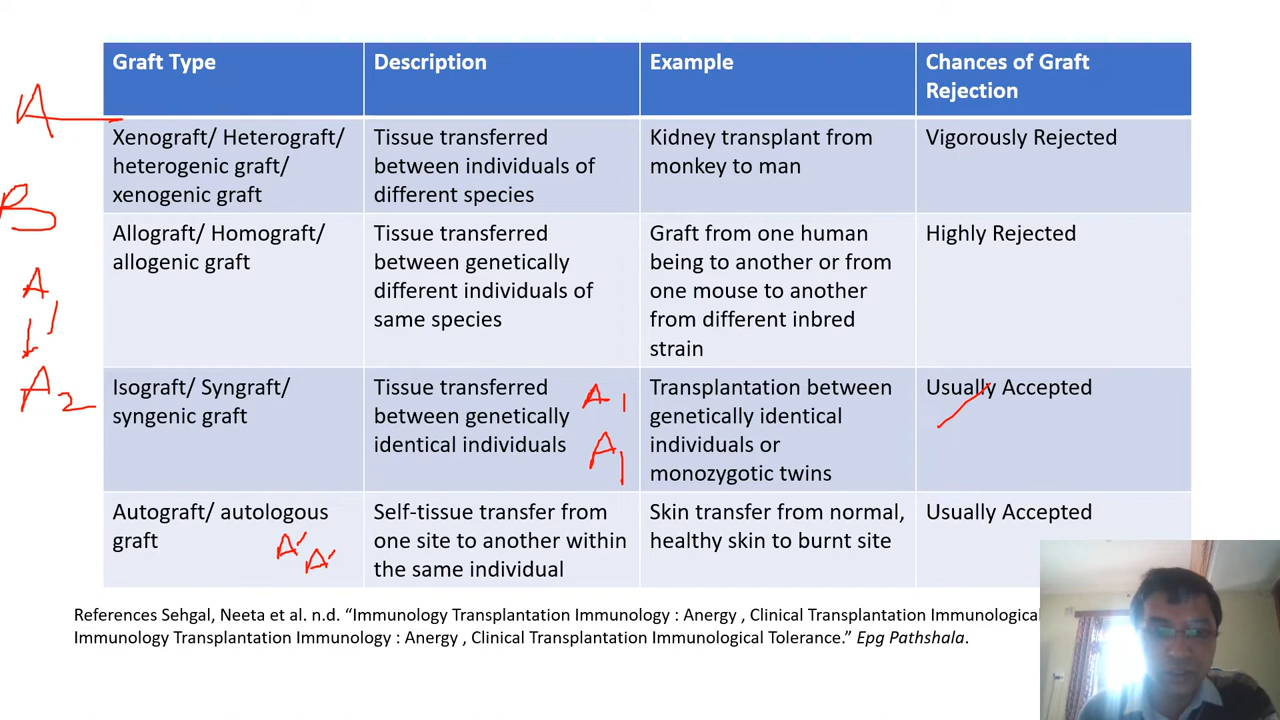 Graft Type
Description
Example
Chances of Graft
Rejection
Xenograft/ Heterograft/
heterogenic graft/
xenogenic graft
Tissue transferred
between individuals of
different species
Kidney transplant from
monkey to man
Vigorously Rejected
Allograft/ Homograft/
allogenic graft
Tissue transferred
between genetically
different individuals of
same species
Graft from one human
being to another or from
one mouse to another
from different inbred
strain
Highly Rejected
Isograft/ Syngraft/
syngenic graft
Tissue transferred
between genetically
identical individuals
Transplantation between
genetically identical
individuals or
monozygotic twins
Usually Accepted
Autograft/ autologous
graft
Self-tissue transfer from
one site to another within
the same individual
Skin transfer from normal,
healthy skin to burnt site
Usually Accepted
A
B
A1
A2
A1
A1
A'
A'
References Sehgal, Neeta et al. n.d. “Immunology Transplantation Immunology : Anergy , Clinical Transplantation Immunological
Immunology Transplantation Immunology : Anergy , Clinical Transplantation Immunological Tolerance.” Epg Pathshala.